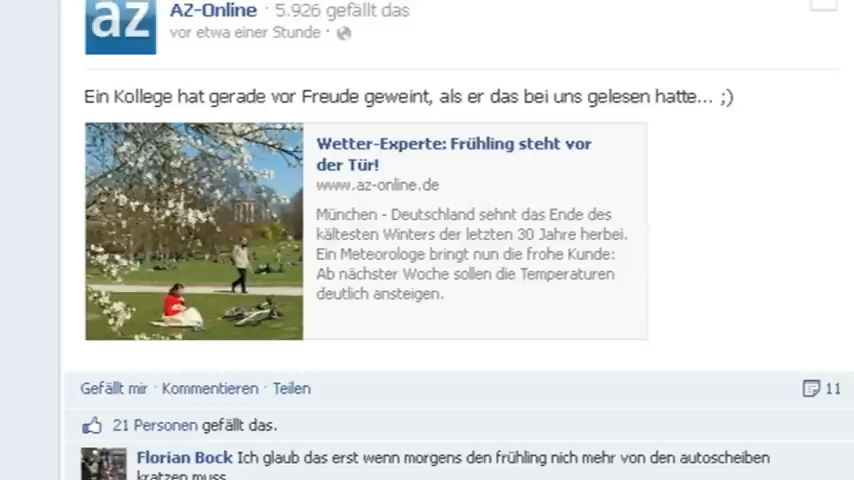 az
AZ-Online · 5.926 gefällt das
vor etwa einer Stunde ·
Ein Kollege hat gerade vor Freude geweint, als er das bei uns gelesen hatte... ;)
Wetter-Experte: Frühling steht vor
der Tür!
www.az-online.de
München - Deutschland sehnt das Ende des
kältesten Winters der letzten 30 Jahre herbei.
Ein Meteorologe bringt nun die frohe Kunde:
Ab nächster Woche sollen die Temperaturen
deutlich ansteigen.
Gefällt mir · Kommentieren · Teilen 11
21 Personen gefällt das.
Florian Bock Ich glaub das erst wenn morgens den frühling nich mehr von den autoscheiben
kratzen muss